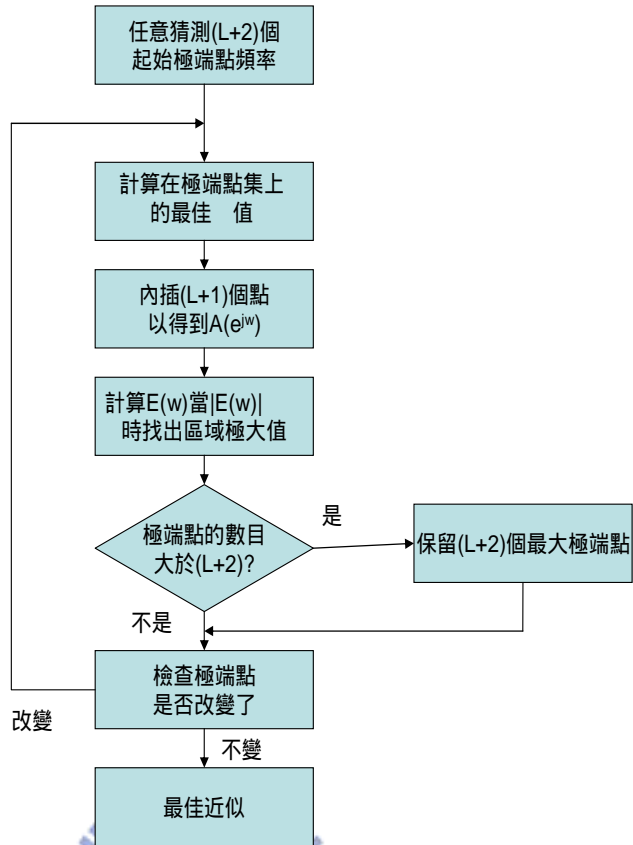 任意猜測(L+2)個
起始極端點頻率
計算在極端點集上
的最佳 值
內插(L+1)個點
以得到A(e^jw)
計算E(w)當|E(w)|
時找出區域極大值
極端點的數目
大於(L+2)?
是
保留(L+2)個最大極端點
不是
檢查極端點
是否改變了
改變
不變
最佳近似